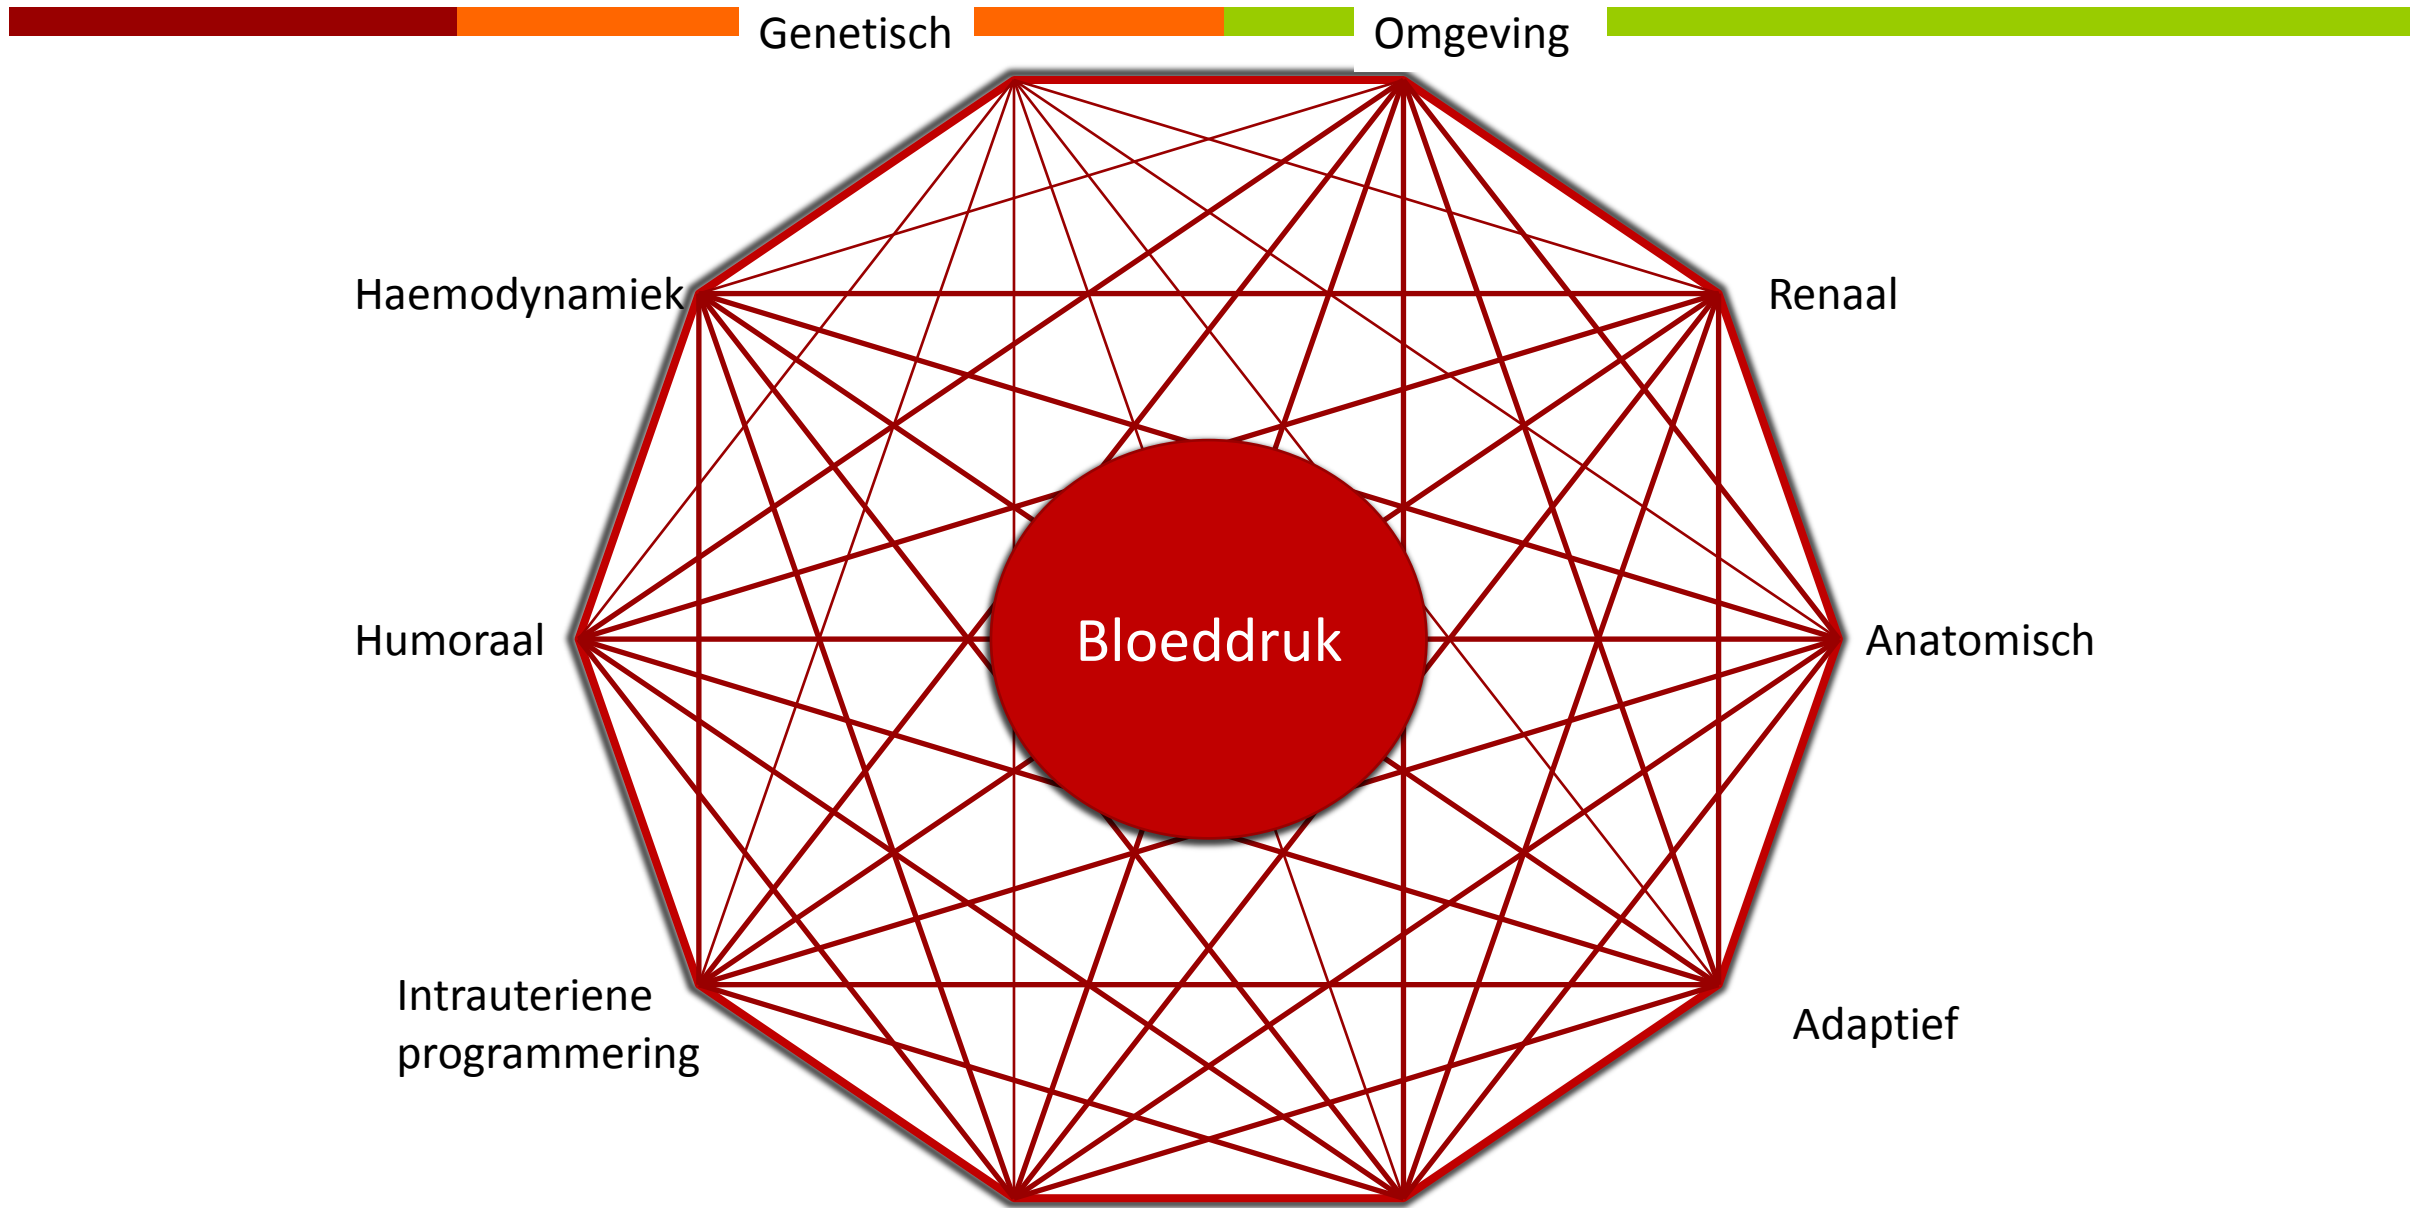 Genetisch
Omgeving
Haemodynamiek
Renaal
Humoraal
Bloeddruk
Anatomisch
Intrauteriene
programmering
Adaptief